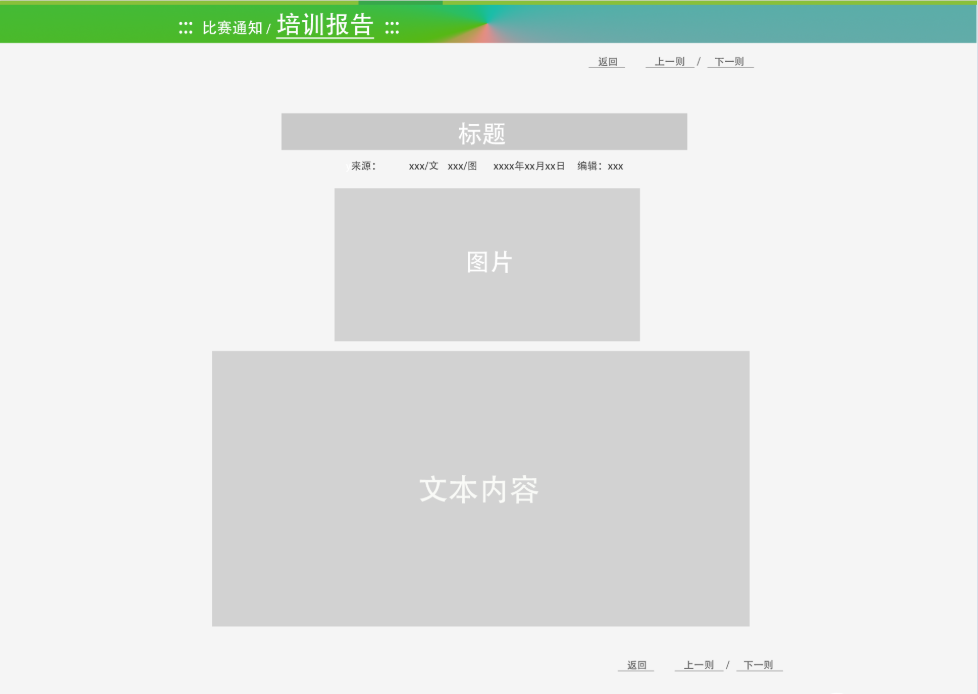 ::: 比赛通知 / 培训报告 :::
返回 上一则 / 下一则
标题
来源： xxx/文 xxx/图 xxxx年xx月xx日 编辑：xxx
图片
文本内容
返回 上一则 / 下一则